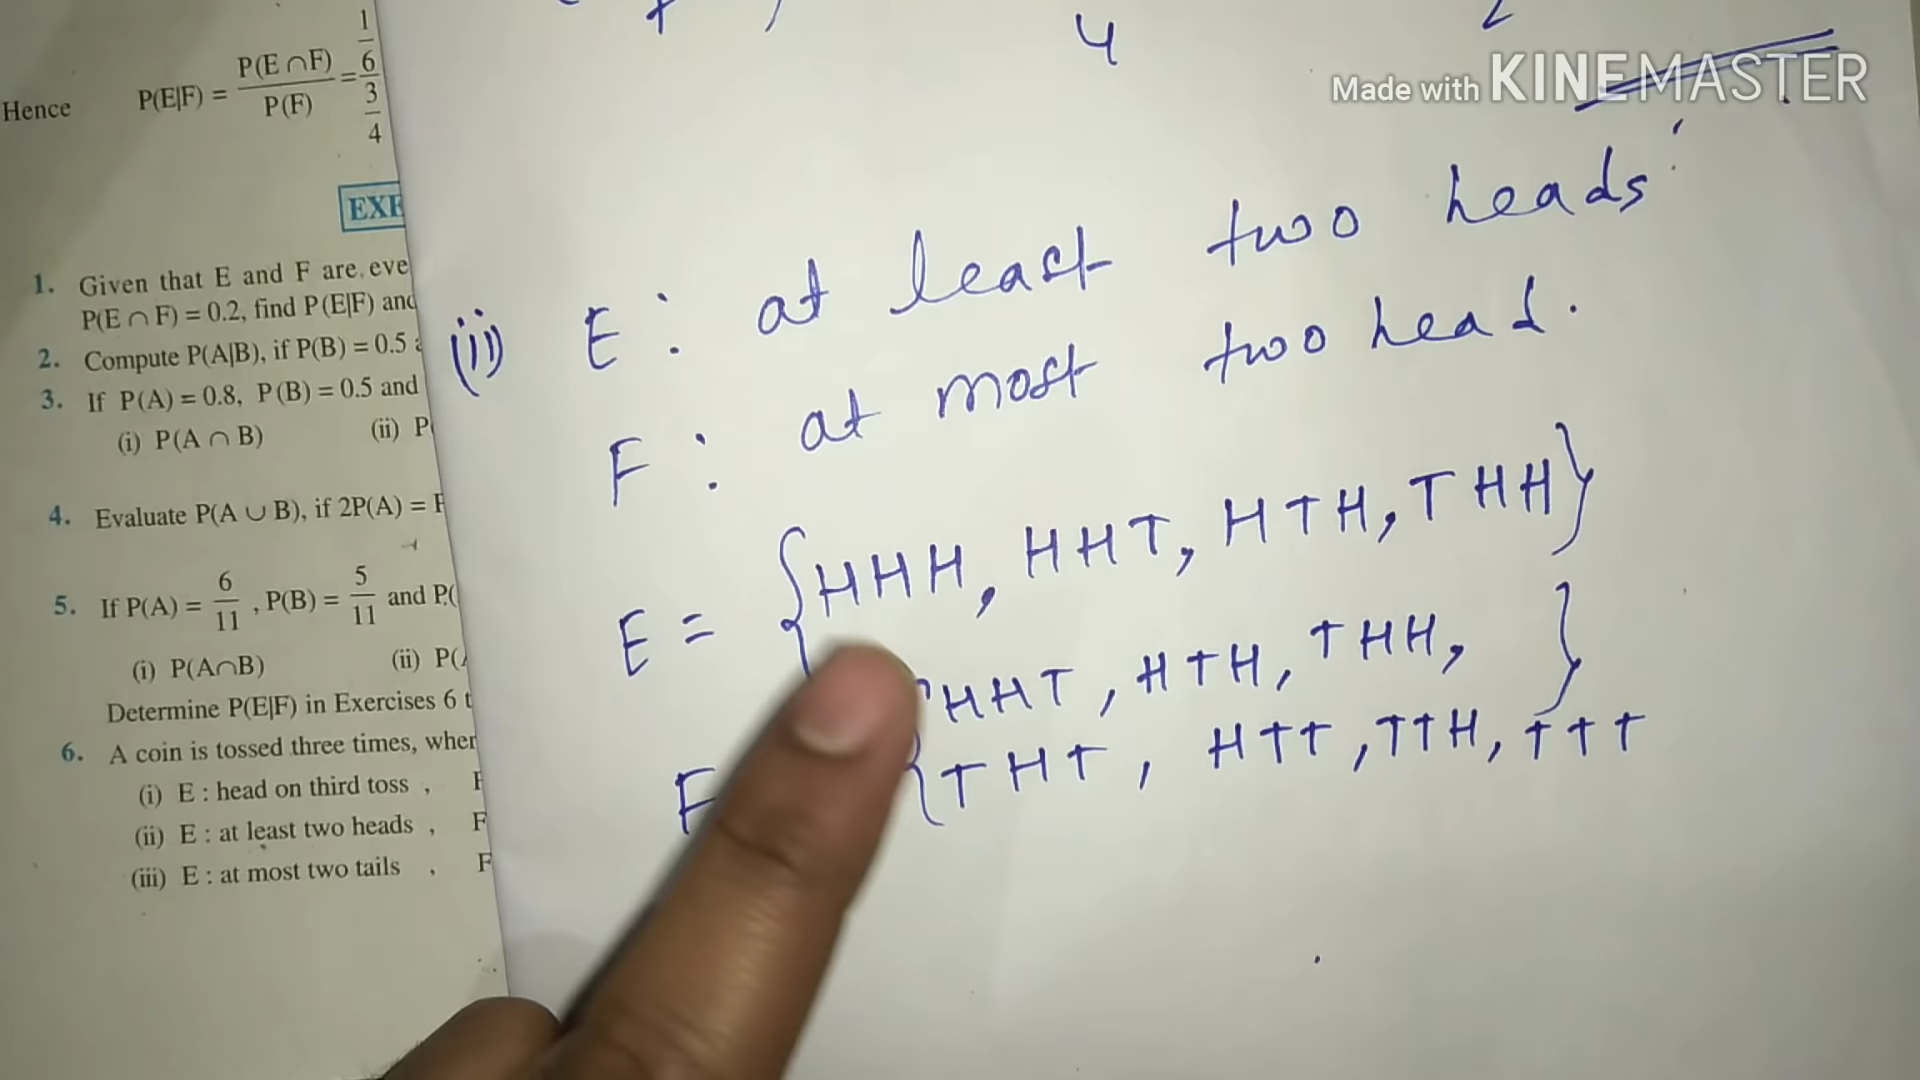 Made with KINEMASTER
Hence P(E|F) = P(E ∩ F) / P(F) = 1/6 / 3/4
EXE
1. Given that E and F are eve
P(E ∩ F) = 0.2, find P(E|F) and
2. Compute P(A|B), if P(B) = 0.5
3. If P(A) = 0.8, P(B) = 0.5 and
(i) P(A ∩ B) (ii) P(
4. Evaluate P(A ∪ B), if 2P(A) = P
5. If P(A) = 6/11, P(B) = 5/11 and P(
(i) P(A∩B) (ii) P(A
Determine P(E|F) in Exercises 6 t
6. A coin is tossed three times, wher
(i) E : head on third toss , F
(ii) E : at least two heads , F
(iii) E : at most two tails , F
4 2
(ii) E : at least two heads
F : at most two head.
E = {HHH, HHT, HTH, THH}
F {HHT, HTH, THH,
THT, HTT, TTH, TTT}